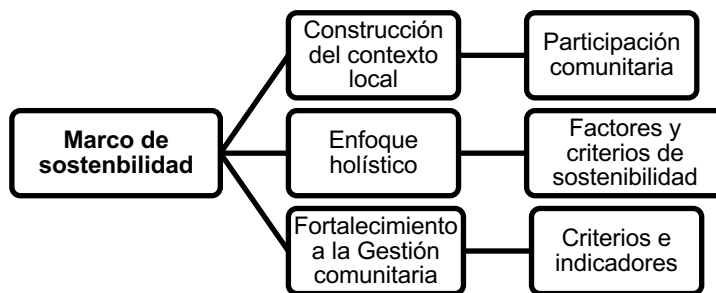 Marco de
sostenbilidad
Construcción
del contexto
local
Participación
comunitaria
Enfoque
holístico
Factores y
criterios de
sostenibilidad
Fortalecimiento
a la Gestión
comunitaria
Criterios e
indicadores